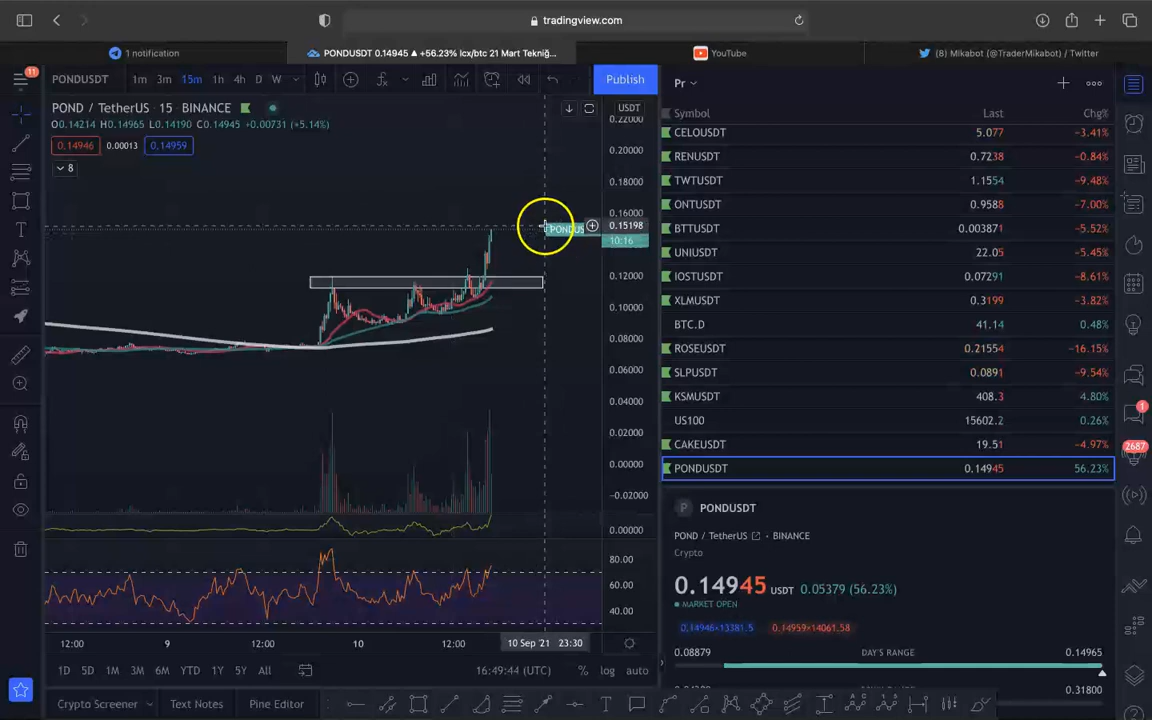 tradingview.com
1 notification
PONDUSDT 0.14945 ▲ +56.23% Icx/btc 21 Mart Tekniğ...
YouTube
(8) Mikabot (@TraderMikabot) / Twitter
11
PONDUSDT 1m 3m 15m 1h 4h D W
Publish
Pr
POND / TetherUS · 15 · BINANCE
USDT
O0.14214 H0.14965 L0.14190 C0.14945 +0.00731 (+5.14%)
0.14946 0.00013 0.14959
8
0.22000
0.20000
0.18000
0.16000
PONDUS
0.15198
10:16
0.12000
0.10000
0.08000
0.06000
0.04000
0.02000
0.00000
−0.02000
0.00000
80.00
60.00
40.00
12:00 9 12:00 10 12:00 10 Sep '21 23:30
1D 5D 1M 3M 6M YTD 1Y 5Y All
16:49:44 (UTC) % log auto
Crypto Screener Text Notes Pine Editor
Symbol Last Chg%
CELOUSDT 5.077 −3.41%
RENUSDT 0.7238 −0.84%
TWTUSDT 1.1554 −9.48%
ONTUSDT 0.9588 −7.00%
BTTUSDT 0.003871 −5.52%
UNIUSDT 22.05 −5.45%
IOSTUSDT 0.07291 −8.61%
XLMUSDT 0.3199 −3.82%
BTC.D 41.14 0.48%
ROSEUSDT 0.21554 −16.15%
SLPUSDT 0.0891 −9.54%
KSMUSDT 408.3 4.80%
US100 15602.2 0.26%
CAKEUSDT 19.51 −4.97%
PONDUSDT 0.14945 56.23%
1
2687
P PONDUSDT
POND / TetherUS · BINANCE
Crypto
0.14945 USDT 0.05379 (56.23%)
MARKET OPEN
0.14946×13381.5 0.14959×14061.58
0.08879 DAY'S RANGE 0.14965
0.31800